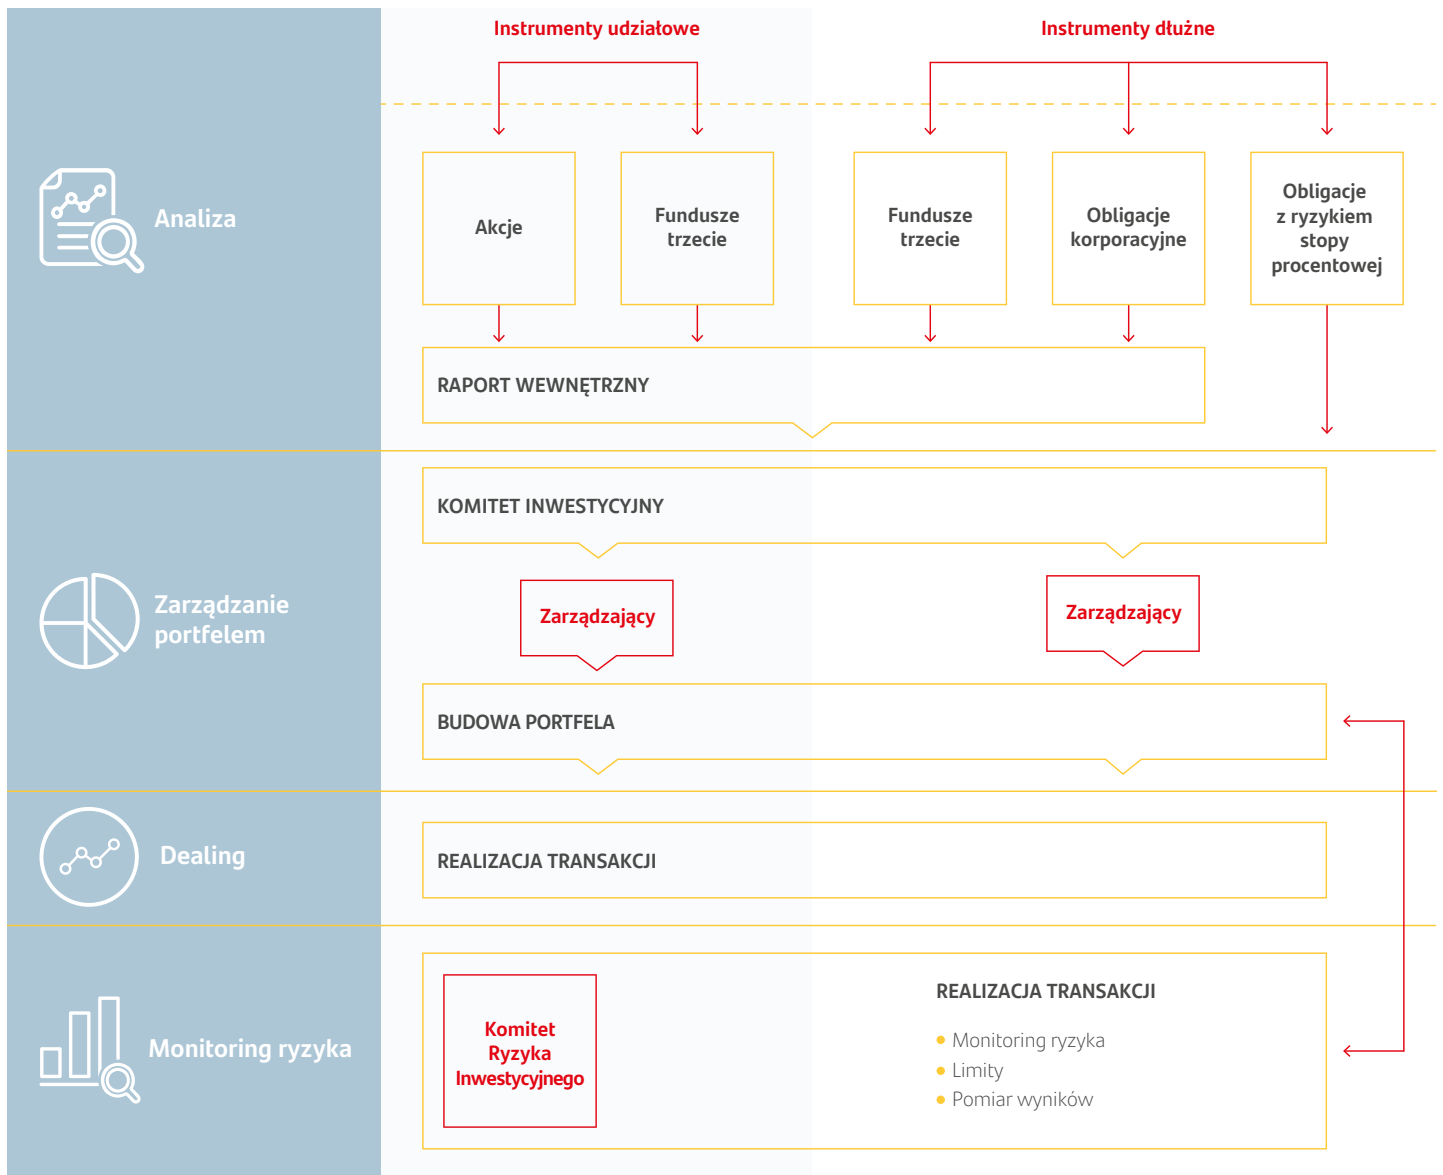 Instrumenty udziałowe
Instrumenty dłużne
Analiza
Akcje
Fundusze
trzecie
Fundusze
trzecie
Obligacje
korporacyjne
Obligacje
z ryzykiem
stopy
procentowej
RAPORT WEWNĘTRZNY
Zarządzanie
portfelem
KOMITET INWESTYCYJNY
Zarządzający
Zarządzający
BUDOWA PORTFELA
Dealing
REALIZACJA TRANSAKCJI
Monitoring ryzyka
Komitet
Ryzyka
Inwestycyjnego
REALIZACJA TRANSAKCJI
Monitoring ryzyka
Limity
Pomiar wyników